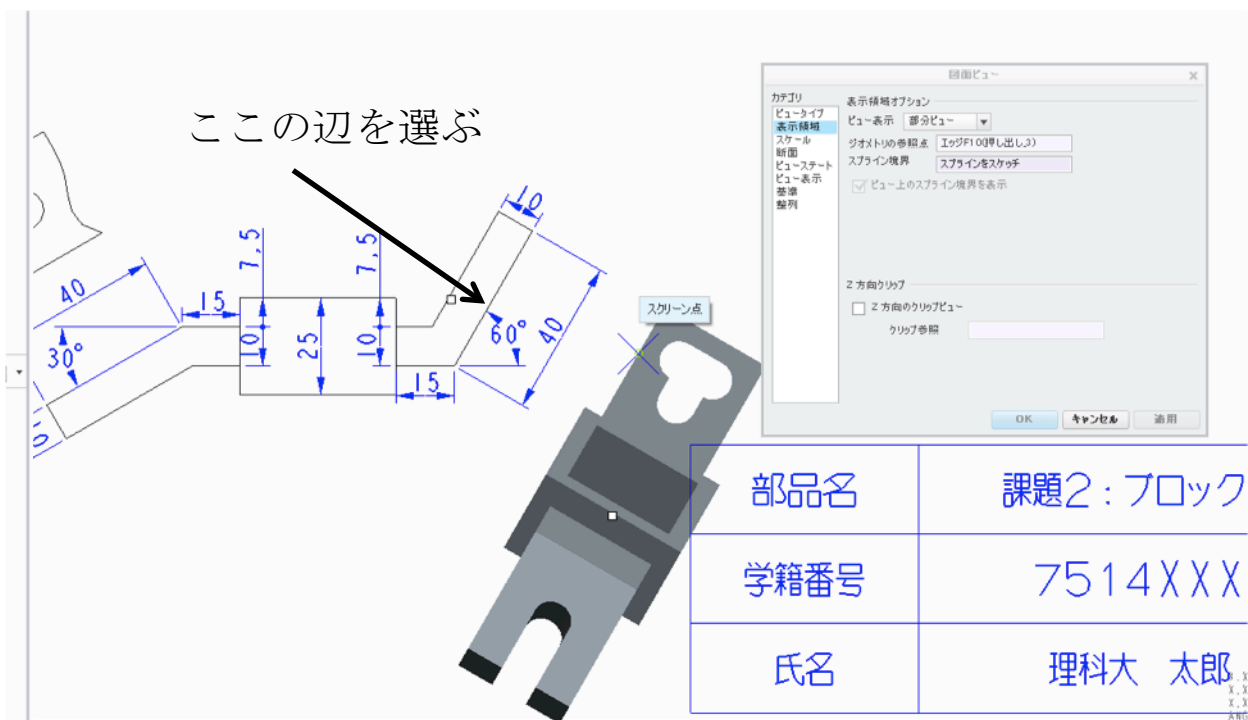 ここの辺を選ぶ
図面ビュー
x
カテゴリ
ビュータイプ
表示領域
スケール
断面
ビューステート
ビュー表示
基準
整列
表示領域オプション
ビュー表示 部分ビュー
ジオメトリの参照点 エッジF10(押し出し_3)
スプライン境界 スプラインをスケッチ
ビュー上のスプライン境界を表示
Z 方向クリップ
Z 方向のクリップビュー
クリップ参照
OK キャンセル 適用
スクリーン点
10
7,5
7,5
40
15
10
25
10
60°
40
30°
15
部品名 課題2:ブロック
学籍番号 7514XXX
氏名 理科大 太郎